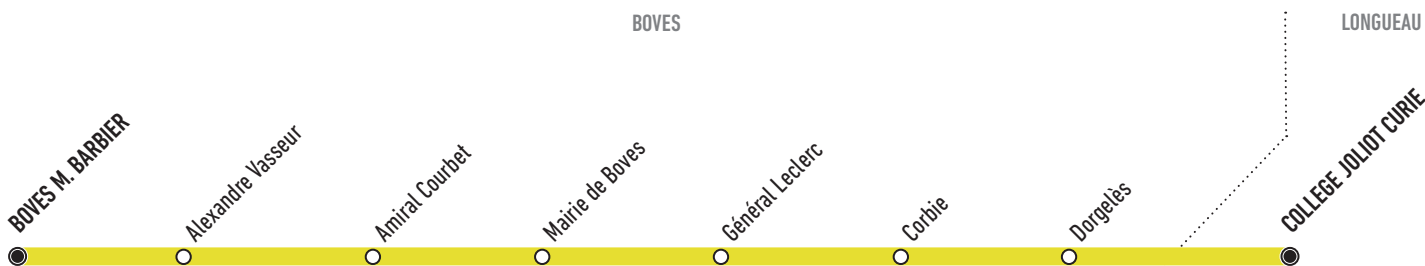 BOVES
LONGUEAU
BOVES M. BARBIER
Alexandre Vasseur
Amiral Courbet
Mairie de Boves
Général Leclerc
Corbie
Dorgelès
COLLEGE JOLIOT CURIE